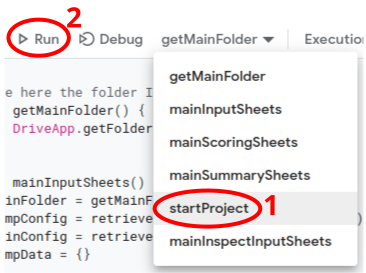 2
Run Debug getMainFolder Executio
e here the folder I
getMainFolder() {
DriveApp.getFolder
mainInputSheets()
inFolder = getMainF
mpConfig = retrieve
inConfig = retrieve
mpData = {}
)
getMainFolder
mainInputSheets
mainScoringSheets
mainSummarySheets
startProject 1
mainInspectInputSheets